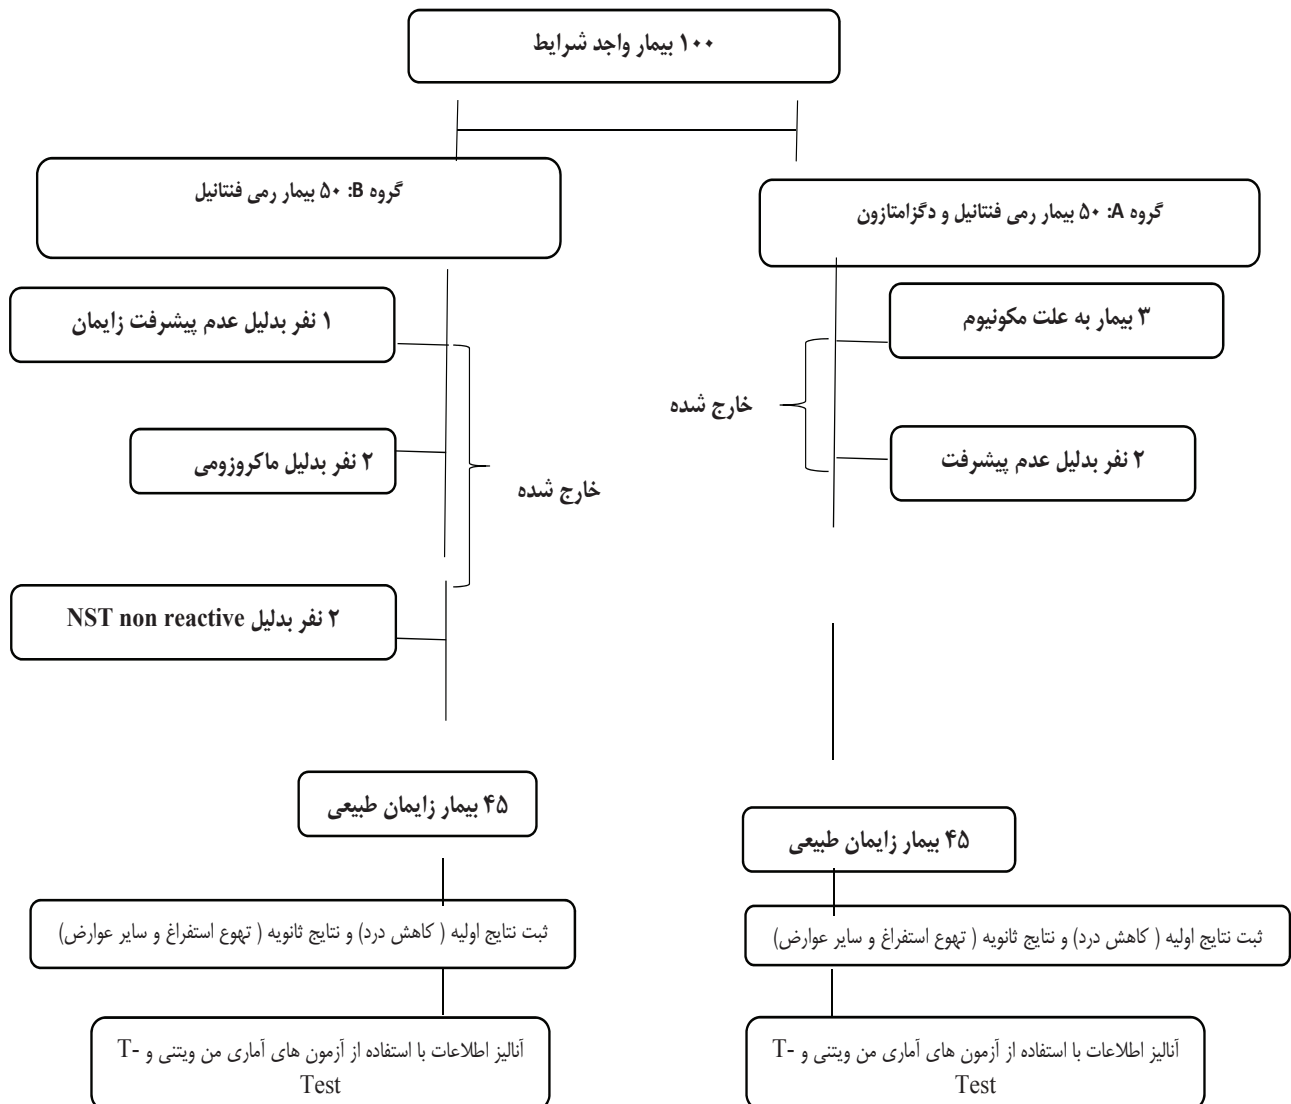 ۱۰۰ بیمار واجد شرایط
گروه A: ۵۰ بیمار رمی فنتانیل و دگزامتازون
۳ بیمار به علت مکونیوم
خارج شده
۲ نفر بدلیل عدم پیشرفت
۴۵ بیمار زایمان طبیعی
ثبت نتایج اولیه ( کاهش درد) و نتایج ثانویه ( تهوع استفراغ و سایر عوارض)
آنالیز اطلاعات با استفاده از آزمون های آماری من ویتنی و T-
Test
گروه B: ۵۰ بیمار رمی فنتانیل
۱ نفر بدلیل عدم پیشرفت زایمان
۲ نفر بدلیل ماکروزومی
خارج شده
۲ نفر بدلیل NST non reactive
۴۵ بیمار زایمان طبیعی
ثبت نتایج اولیه ( کاهش درد) و نتایج ثانویه ( تهوع استفراغ و سایر عوارض)
آنالیز اطلاعات با استفاده از آزمون های آماری من ویتنی و T-
Test